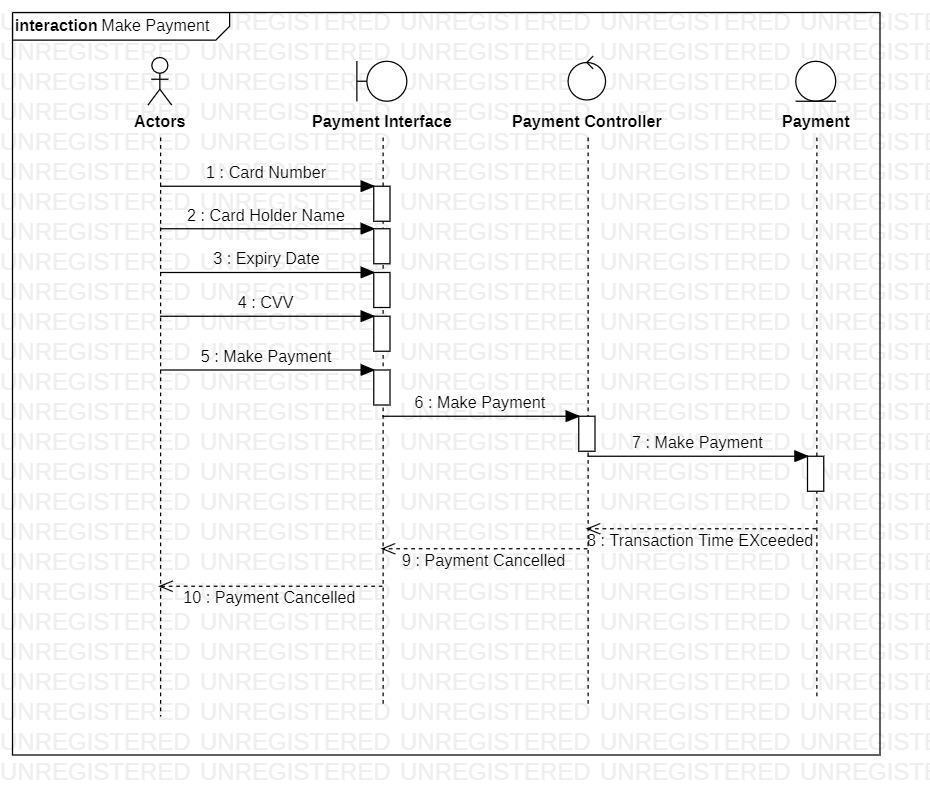 interaction Make Payment
Actors
Payment Interface
Payment Controller
Payment
1 : Card Number
2 : Card Holder Name
3 : Expiry Date
4 : CVV
5 : Make Payment
6 : Make Payment
7 : Make Payment
8 : Transaction Time EXceeded
9 : Payment Cancelled
10 : Payment Cancelled
UNREGISTERED